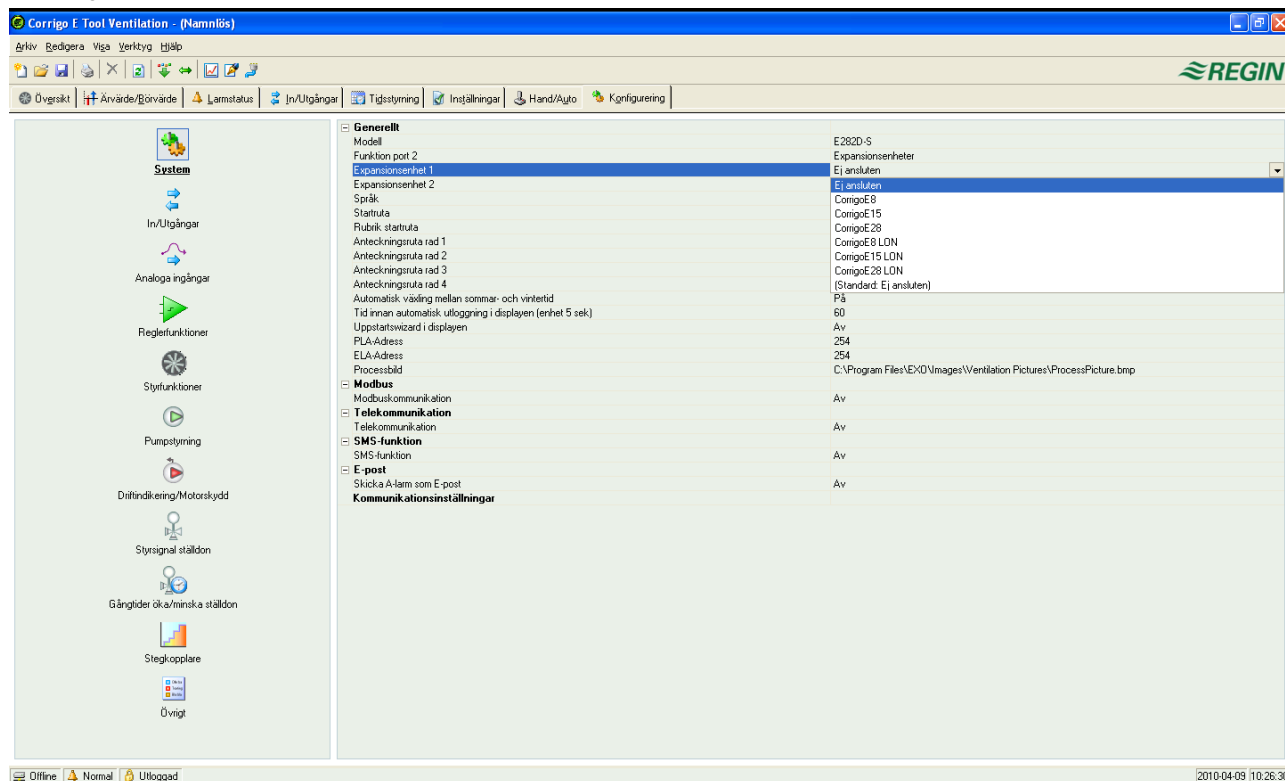 Corrigo E Tool Ventilation - (Namnlös)
Arkiv Redigera Visa Verktyg Hjälp
REGIN
Översikt Ärvärde/Börvärde Larmstatus In/Utgångar Tidsstyrning Inställningar Hand/Auto Konfigurering
System
In/Utgångar
Analoga ingångar
Reglerfunktioner
Styrfunktioner
Pumpstyrning
Driftindikering/Motorskydd
Styrsignal ställdon
Gångtider öka/minska ställdon
Stegkopplare
Övrigt
Generellt
Modell E282D-S
Funktion port 2 Expansionsenheter
Expansionsenhet 1 Ej ansluten
Expansionsenhet 2
Språk
Startruta
Rubrik startruta
Anteckningsruta rad 1
Anteckningsruta rad 2
Anteckningsruta rad 3
Anteckningsruta rad 4
Ej ansluten
CorrigoE8
CorrigoE15
CorrigoE28
CorrigoE8 LON
CorrigoE15 LON
CorrigoE28 LON
(Standard: Ej ansluten)
Automatisk växling mellan sommar- och vintertid På
Tid innan automatisk utloggning i displayen (enhet 5 sek) 60
Uppstartswizard i displayen Av
PLA-Adress 254
ELA-Adress 254
Processbild C:\Program Files\EXO\Images\Ventilation Pictures\ProcessPicture.bmp
Modbus
Modbuskommunikation Av
Telekommunikation
Telekommunikation Av
SMS-funktion
SMS-funktion Av
E-post
Skicka A-larm som E-post Av
Kommunikationsinställningar
Offline Normal Utloggad 2010-04-09 10:26:3